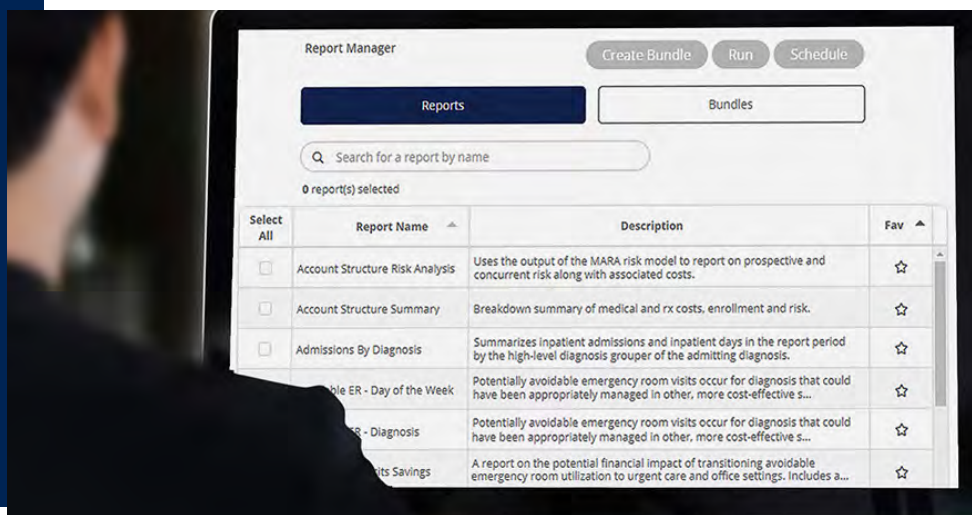 Report Manager
Create Bundle Run Schedule
Reports Bundles
Search for a report by name
0 report(s) selected
Select All Report Name Description Fav
Account Structure Risk Analysis Uses the output of the MARA risk model to report on prospective and
concurrent risk along with associated costs.
Account Structure Summary Breakdown summary of medical and rx costs, enrollment and risk.
Admissions By Diagnosis Summarizes inpatient admissions and inpatient days in the report period
by the high-level diagnosis grouper of the admitting diagnosis.
ER - Day of the Week Potentially avoidable emergency room visits occur for diagnosis that could
have been appropriately managed in other, more cost-effective s...
- Diagnosis Potentially avoidable emergency room visits occur for diagnosis that could
have been appropriately managed in other, more cost-effective s...
Savings A report on the potential financial impact of transitioning avoidable
emergency room utilization to urgent care and office settings. Includes a...